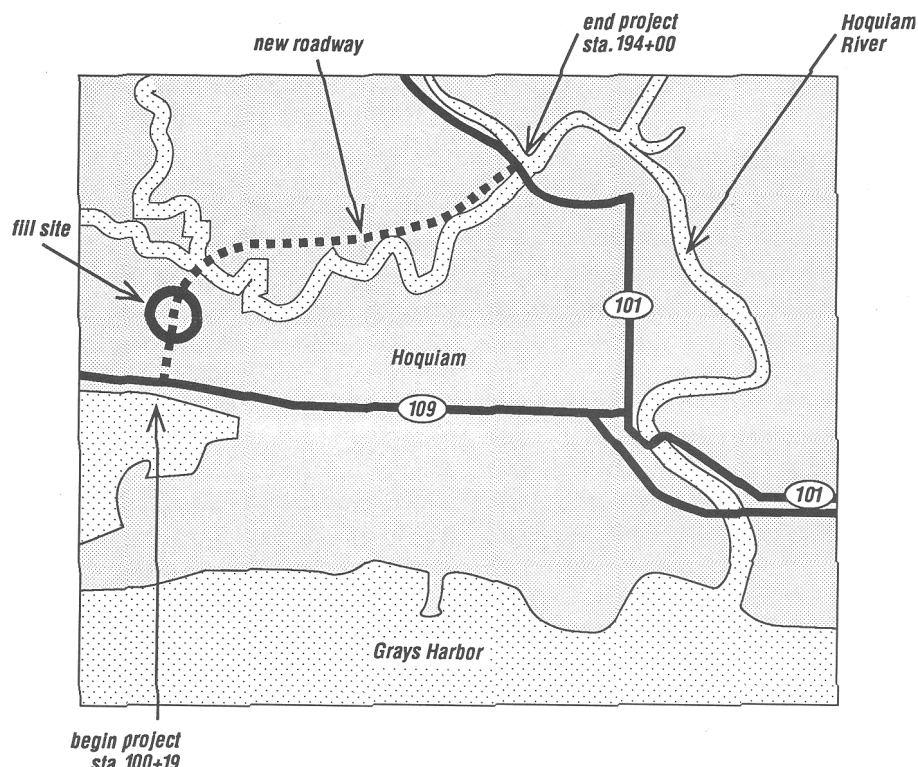 new roadway
end project
sta. 194+00
Hoquiam
River
fill site
101
Hoquiam
109
101
Grays Harbor
begin project
sta. 100+19